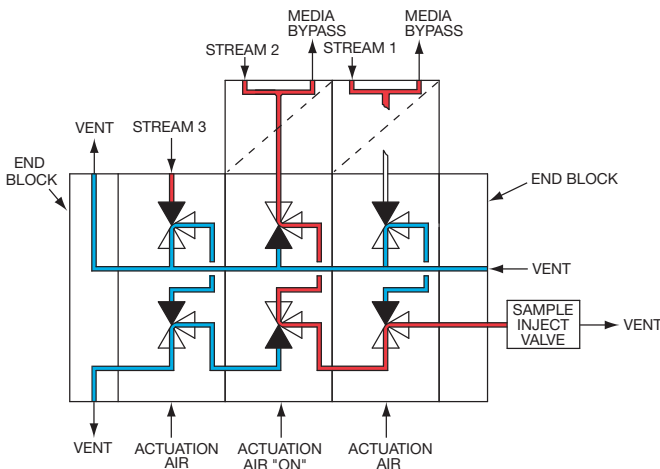 MEDIA
BYPASS
MEDIA
BYPASS
STREAM 2
STREAM 1
VENT
STREAM 3
END
BLOCK
END BLOCK
VENT
SAMPLE
INJECT
VALVE
VENT
VENT
ACTUATION
AIR
ACTUATION
AIR "ON"
ACTUATION
AIR